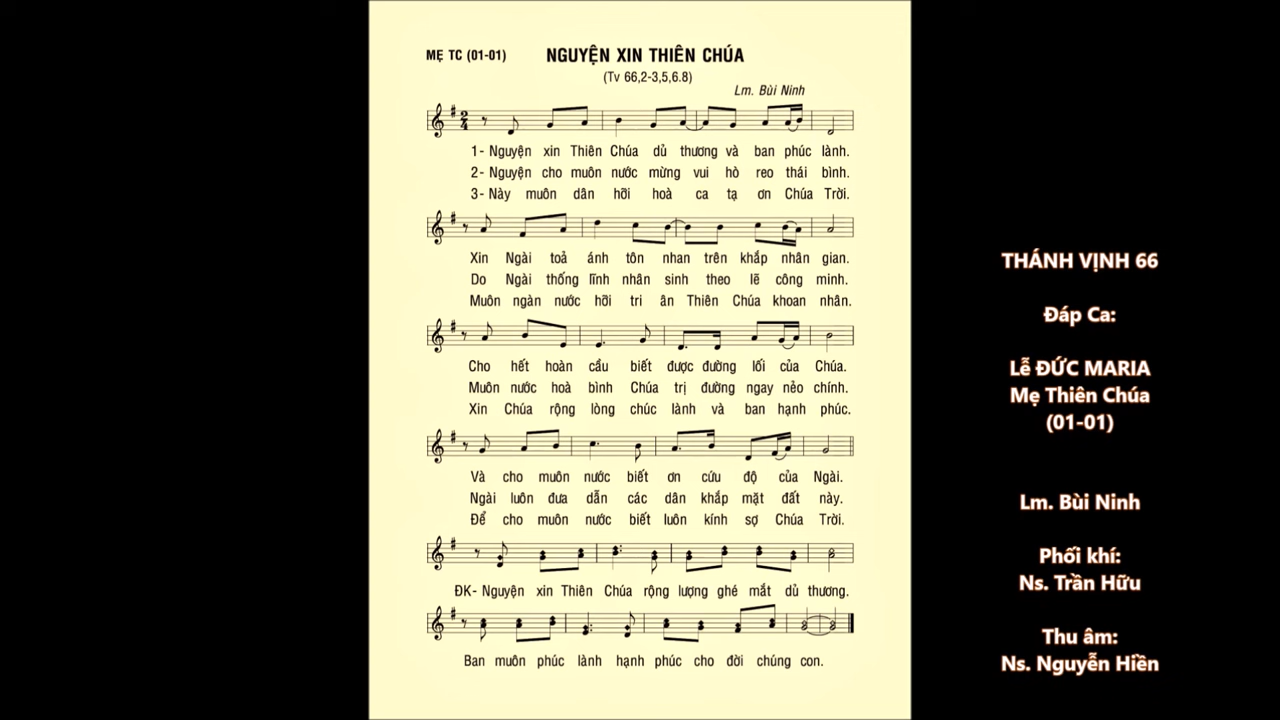 MẸ TC (01-01)
NGUYỆN XIN THIÊN CHÚA
(Tv 66,2-3,5,6.8)
Lm. Bùi Ninh
2
4
1- Nguyện xin Thiên Chúa dủ thương và ban phúc lành.
2- Nguyện cho muôn nước mừng vui hò reo thái bình.
3- Này muôn dân hỡi hoà ca tạ ơn Chúa Trời.
Xin Ngài toả ánh tôn nhan trên khắp nhân gian.
Do Ngài thống lĩnh nhân sinh theo lẽ công minh.
Muôn ngàn nước hỡi tri ân Thiên Chúa khoan nhân.
Cho hết hoàn cầu biết được đường lối của Chúa.
Muôn nước hoà bình Chúa trị đường ngay nẻo chính.
Xin Chúa rộng lòng chúc lành và ban hạnh phúc.
Và cho muôn nước biết ơn cứu độ của Ngài.
Ngài luôn đưa dẫn các dân khắp mặt đất này.
Để cho muôn nước biết luôn kính sợ Chúa Trời.
ĐK- Nguyện xin Thiên Chúa rộng lượng ghé mắt dủ thương.
Ban muôn phúc lành hạnh phúc cho đời chúng con.
THÁNH VỊNH 66
Đáp Ca:
Lễ ĐỨC MARIA
Mẹ Thiên Chúa
(01-01)
Lm. Bùi Ninh
Phối khí:
Ns. Trần Hữu
Thu âm:
Ns. Nguyễn Hiền